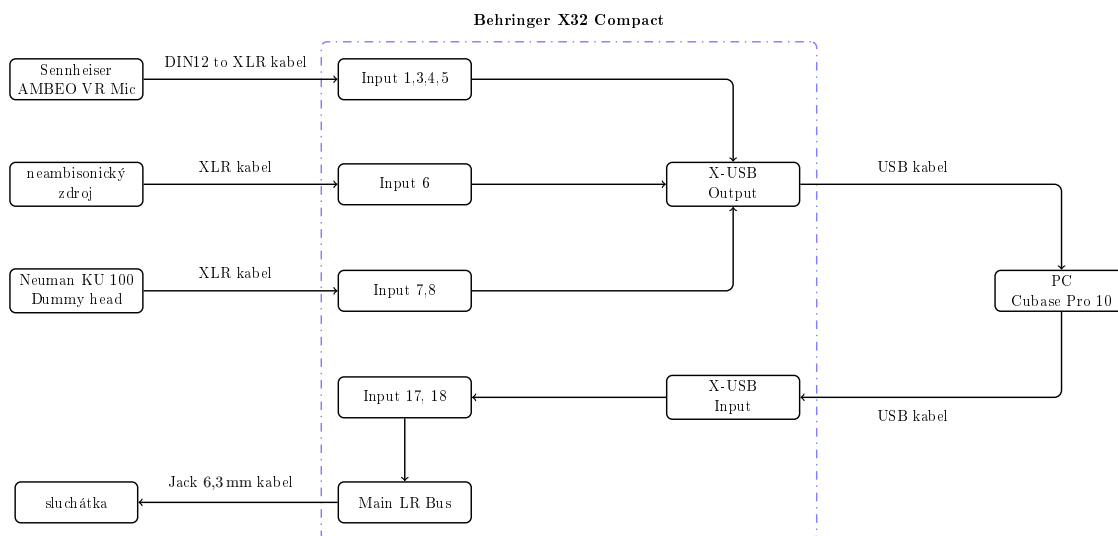 Behringer X32 Compact
Sennheiser
AMBEO VR Mic
DIN12 to XLR kabel
Input 1,3,4,5
neambisonický
zdroj
XLR kabel
Input 6
X-USB
Output
USB kabel
Neuman KU 100
Dummy head
XLR kabel
Input 7,8
PC
Cubase Pro 10
Input 17, 18
X-USB
Input
USB kabel
sluchátka
Jack 6,3 mm kabel
Main LR Bus